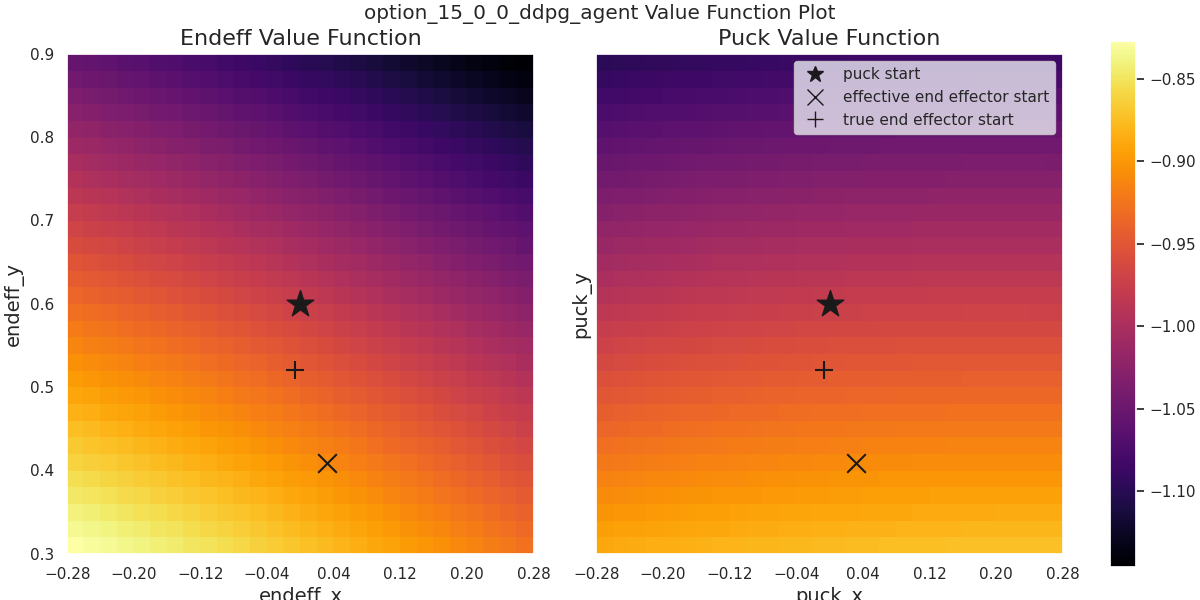 option_15_0_0_ddpg_agent Value Function Plot
Endeff Value Function
Puck Value Function
0.9
0.8
0.7
0.6
0.5
0.4
0.3
endeff_y
−0.28 −0.20 −0.12 −0.04 0.04 0.12 0.20 0.28
endeff_x
puck_y
puck start
effective end effector start
true end effector start
−0.28 −0.20 −0.12 −0.04 0.04 0.12 0.20 0.28
puck_x
−0.85
−0.90
−0.95
−1.00
−1.05
−1.10